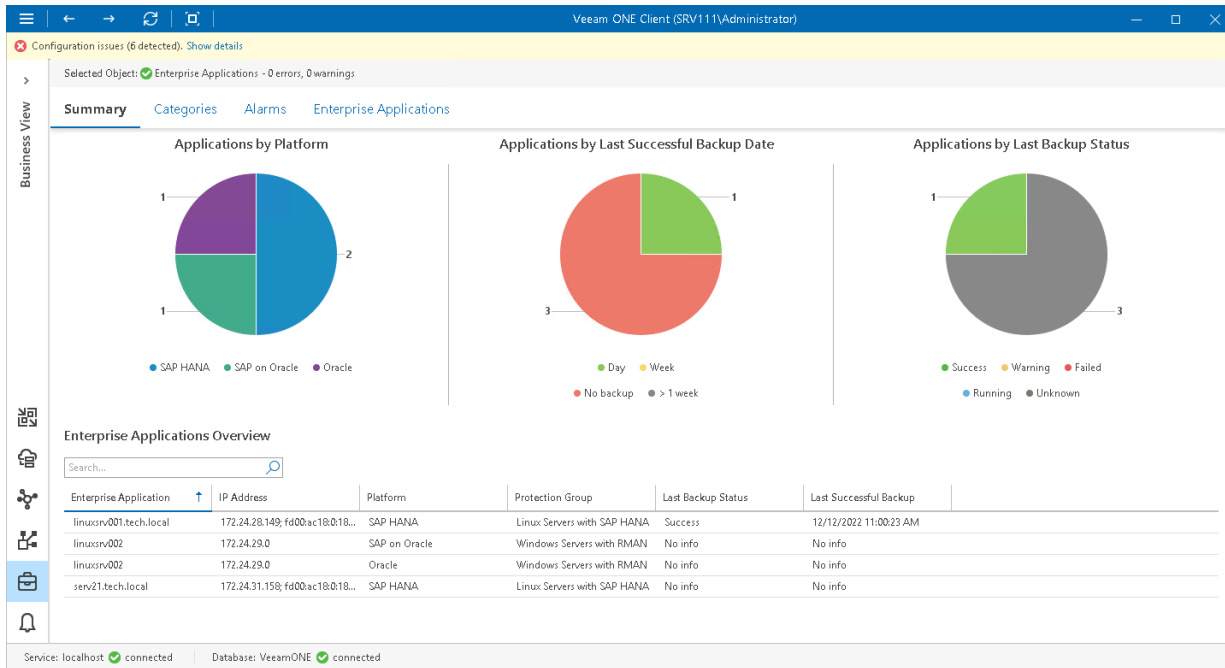 Veeam ONE Client (SRV111\Administrator)
Configuration issues (6 detected). Show details
Selected Object: Enterprise Applications - 0 errors, 0 warnings
Business View
Summary Categories Alarms Enterprise Applications
Applications by Platform
1
2
1
SAP HANA SAP on Oracle Oracle
Applications by Last Successful Backup Date
1
3
Day Week
No backup > 1 week
Applications by Last Backup Status
1
3
Success Warning Failed
Running Unknown
Enterprise Applications Overview
Search...
Enterprise Application IP Address Platform Protection Group Last Backup Status Last Successful Backup
linuxsrv001.tech.local 172.24.28.149; fd00:ac18:0:18... SAP HANA Linux Servers with SAP HANA Success 12/12/2022 11:00:23 AM
linuxsrv002 172.24.29.0 SAP on Oracle Windows Servers with RMAN No info No info
linuxsrv002 172.24.29.0 Oracle Windows Servers with RMAN No info No info
serv21.tech.local 172.24.31.158; fd00:ac18:0:18... SAP HANA Linux Servers with SAP HANA No info No info
Service: localhost connected Database: VeeamONE connected